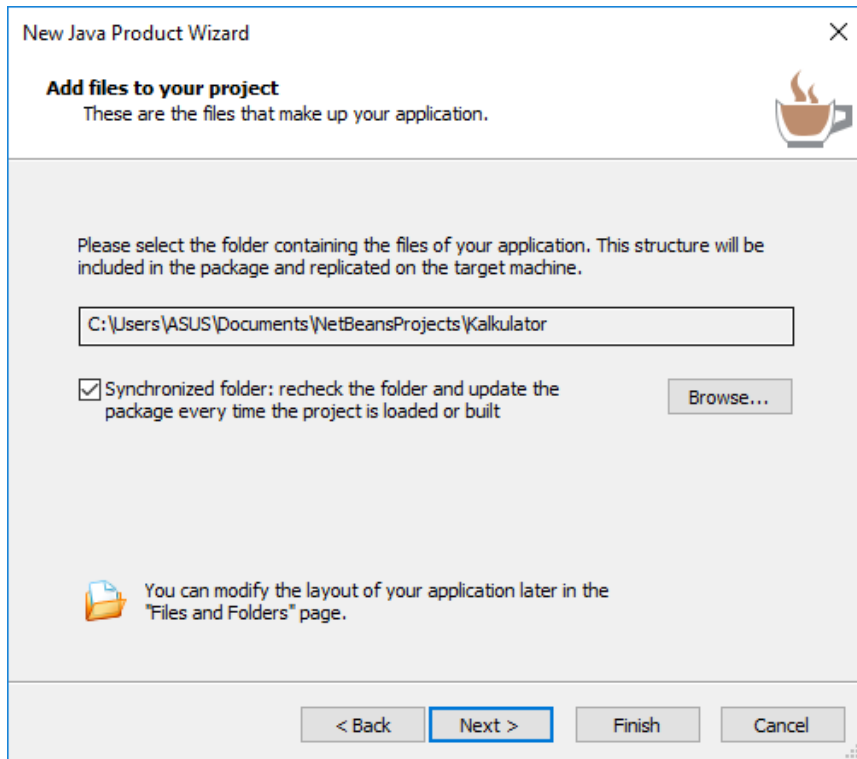 New Java Product Wizard
Add files to your project
These are the files that make up your application.
Please select the folder containing the files of your application. This structure will be
included in the package and replicated on the target machine.
C:\Users\ASUS\Documents\NetBeansProjects\Kalkulator
Synchronized folder: recheck the folder and update the
package every time the project is loaded or built
Browse...
You can modify the layout of your application later in the
"Files and Folders" page.
< Back
Next >
Finish
Cancel